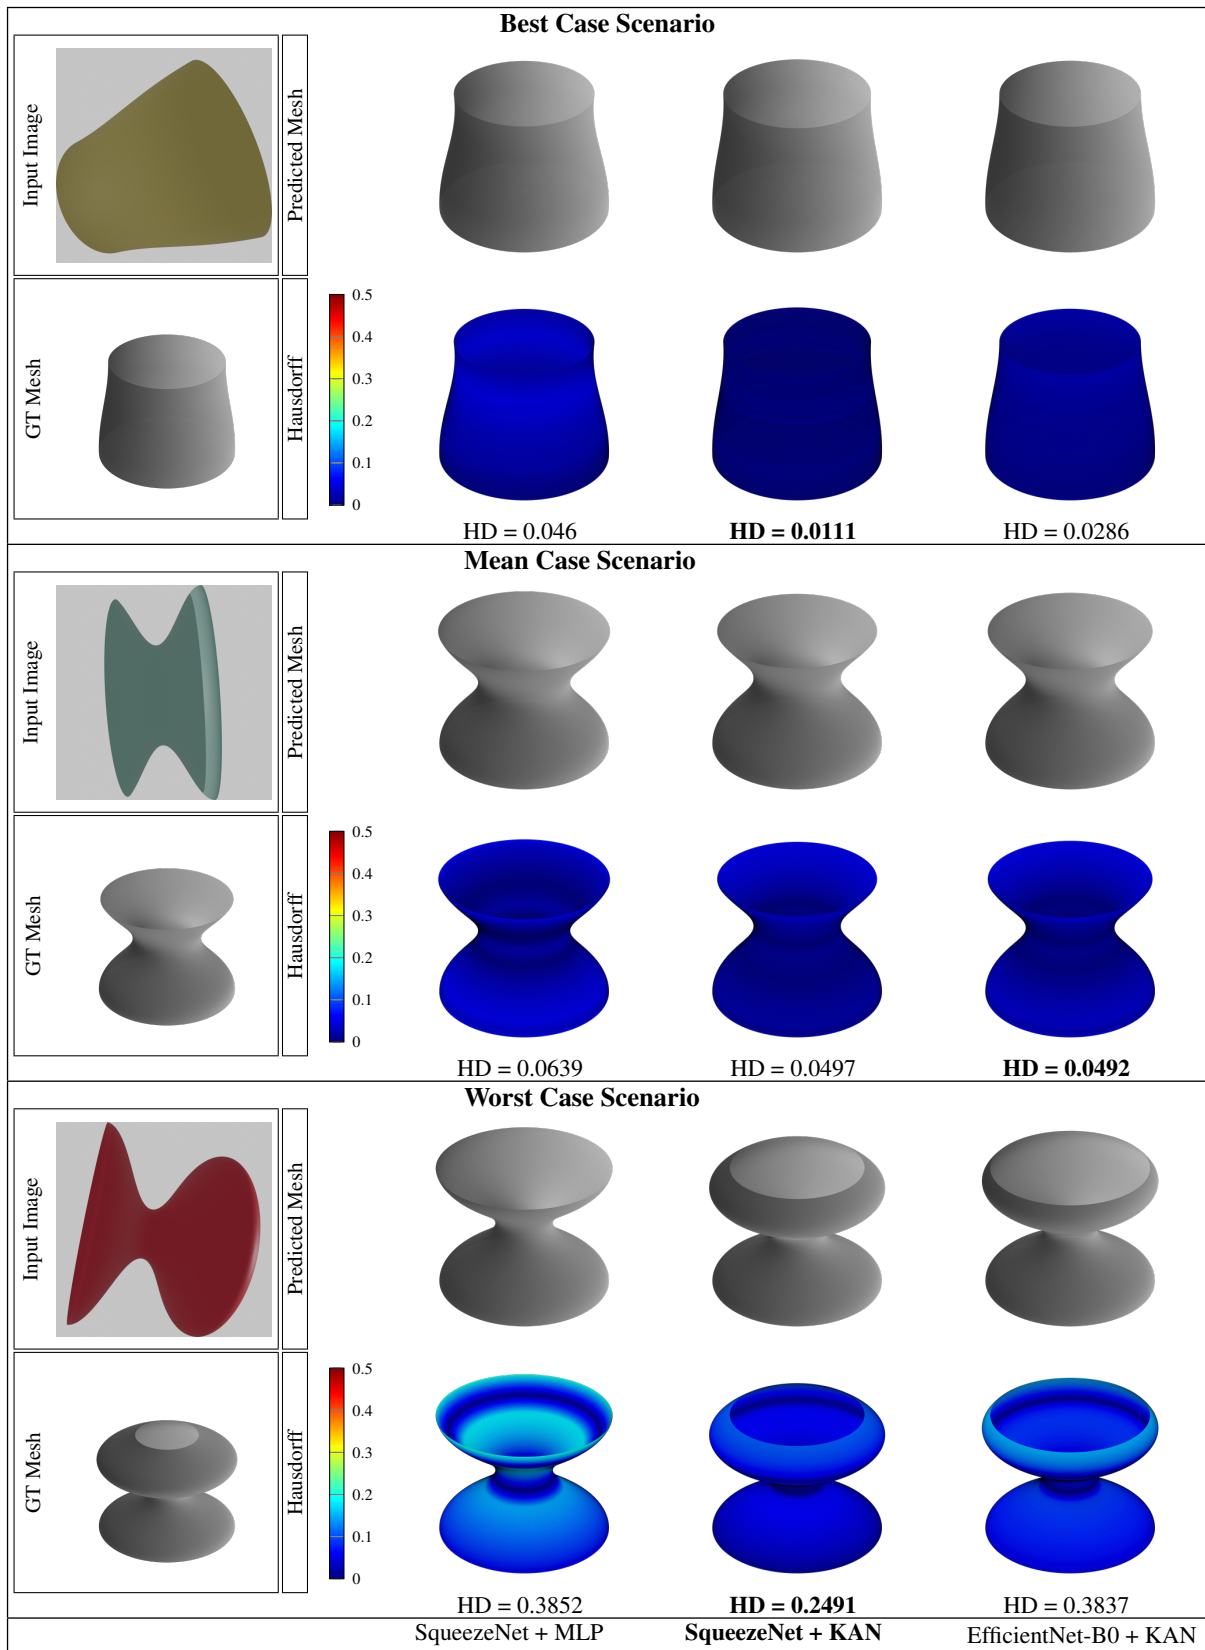 Best Case Scenario
Input Image
Predicted Mesh
GT Mesh
Hausdorff
0.5
0.4
0.3
0.2
0.1
0
HD = 0.046
HD = 0.0111
HD = 0.0286
Mean Case Scenario
Input Image
Predicted Mesh
GT Mesh
Hausdorff
0.5
0.4
0.3
0.2
0.1
0
HD = 0.0639
HD = 0.0497
HD = 0.0492
Worst Case Scenario
Input Image
Predicted Mesh
GT Mesh
Hausdorff
0.5
0.4
0.3
0.2
0.1
0
HD = 0.3852
HD = 0.2491
HD = 0.3837
SqueezeNet + MLP
SqueezeNet + KAN
EfficientNet-B0 + KAN